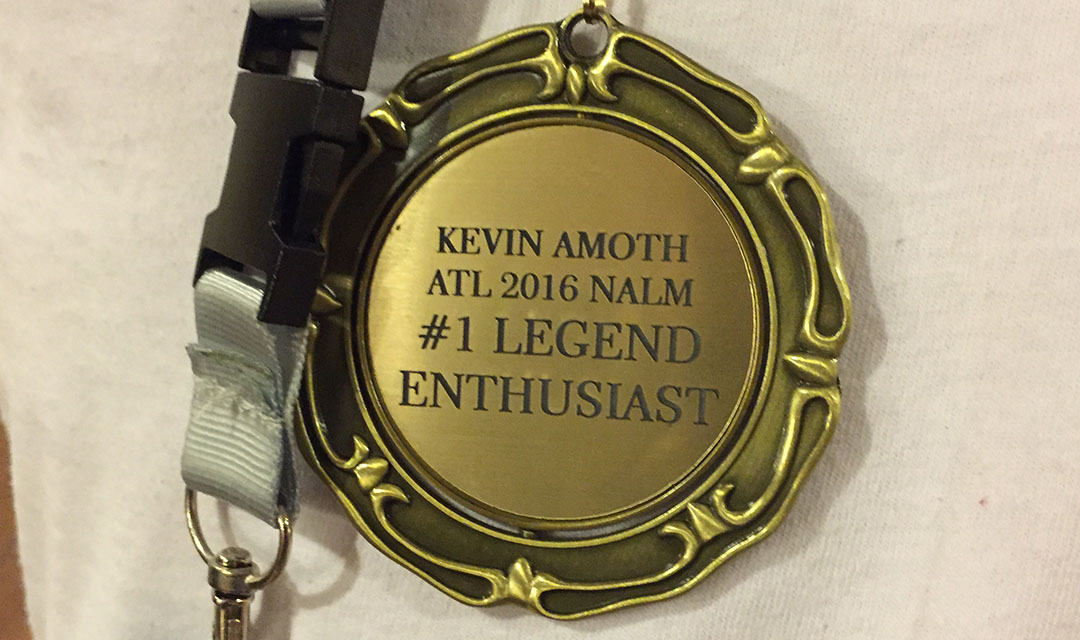 KEVIN AMOTH
ATL 2016 NALM
#1 LEGEND
ENTHUSIAST